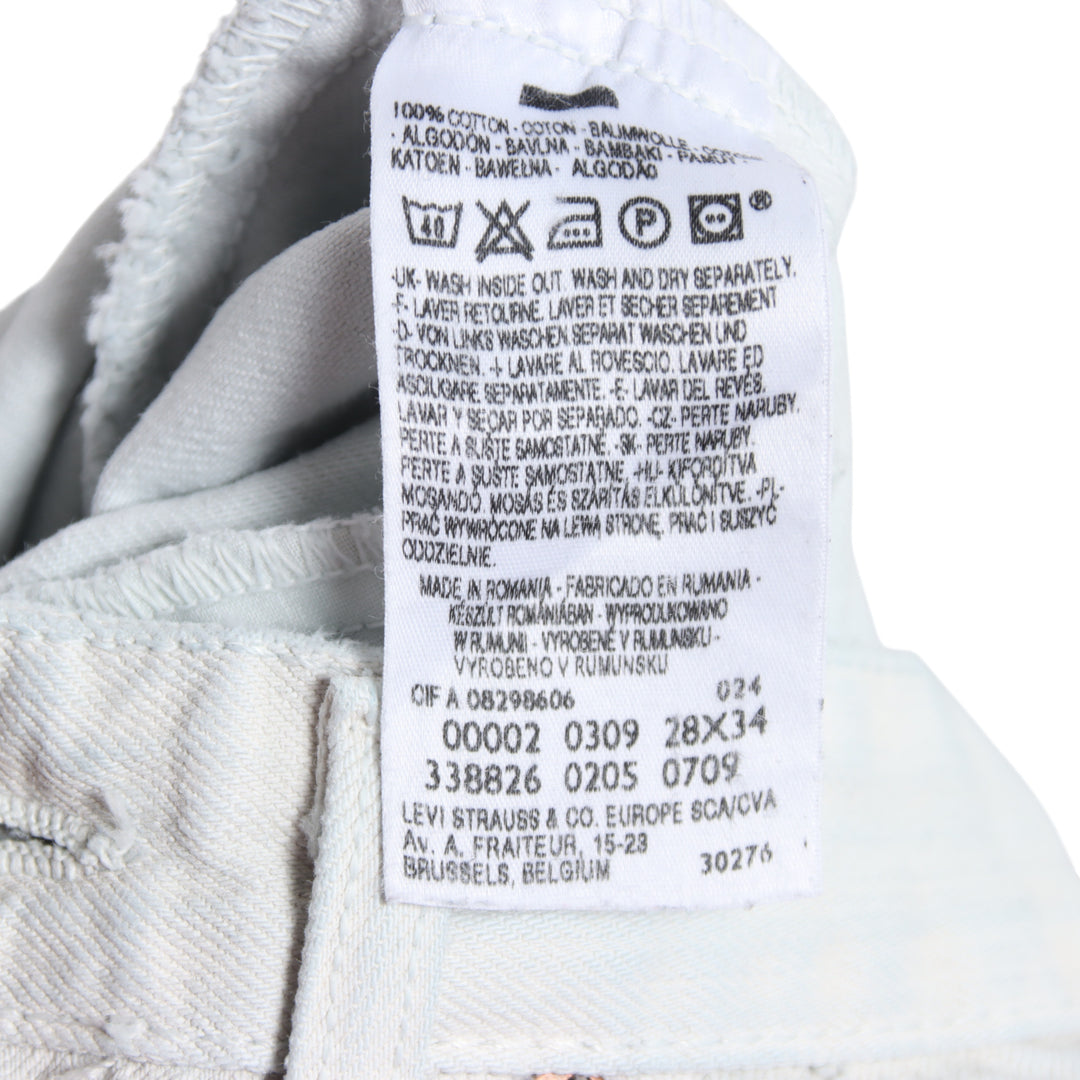 100% COTTON - COTON - BAUMWOLLE -
- ALGODÓN - BAVLNA - BAMBAKI - PAMUT -
KATOEN - BAWEŁNA - ALGODÃO
40 P ®
-UK- WASH INSIDE OUT. WASH AND DRY SEPARATELY.
-F- LAVER RETOURNE. LAVER ET SECHER SEPAREMENT
-D- VON LINKS WASCHEN. SEPARAT WASCHEN UND
TROCKNEN. -I- LAVARE AL ROVESCIO. LAVARE ED
ASCIUGARE SEPARATAMENTE. -E- LAVAR DEL REVÉS.
LAVAR Y SECAR POR SEPARADO. -CZ- PERTE NARUBY.
PERTE A SUŠTE SAMOSTATNĚ. -SK- PERTE NARUBY.
PERTE A SUŠTE SAMOSTATNE. -HU- KIFORDÍTVA
MOSANDÓ. MOSÁS ÉS SZÁRÍTÁS ELKÜLÖNÍTVE. -PL-
PRAĆ WYWRÓCONE NA LEWĄ STRONĘ, PRAĆ I SUSZYĆ
ODDZIELNIE.
MADE IN ROMANIA - FABRICADO EN RUMANIA -
KÉSZÜLT ROMÁNIÁBAN - WYPRODUKOWANO
W RUMUNII - VYROBENÉ V RUMUNSKU -
VYROBENO V RUMUNSKU
CIF A 08298606 024
00002 0309 28X34
338826 0205 0709
LEVI STRAUSS & CO. EUROPE SCA/CVA
Av. A. FRAITEUR, 15-23
BRUSSELS, BELGIUM 30276